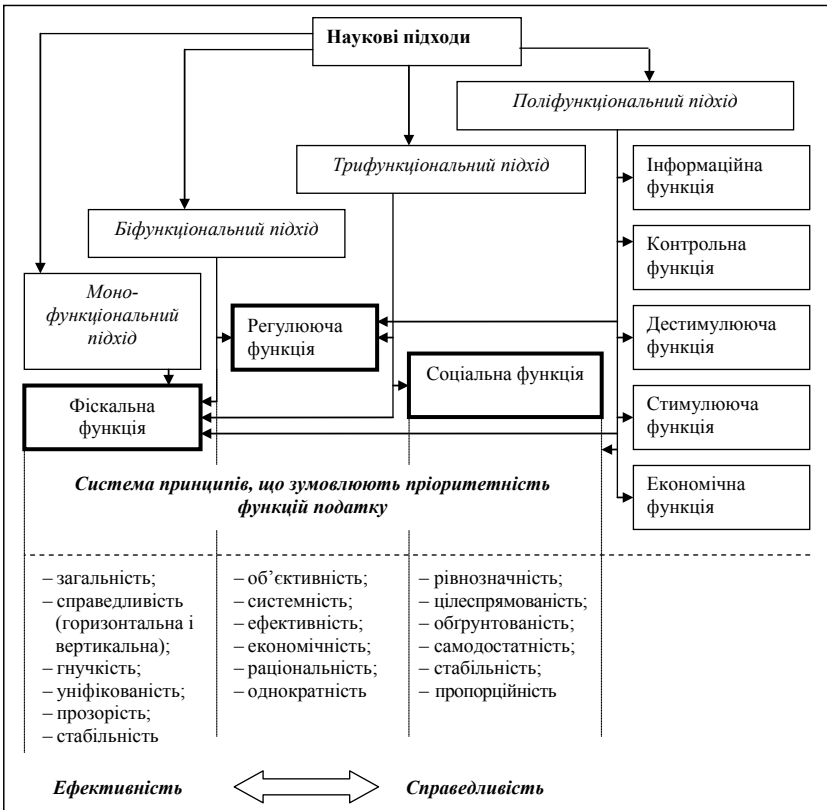 Наукові підходи
Поліфункціональний підхід
Трифункціональний підхід
Біфункціональний підхід
Моно-
функціональний
підхід
Інформаційна
функція
Контрольна
функція
Дестимулююча
функція
Стимулююча
функція
Економічна
функція
Регулююча
функція
Соціальна функція
Фіскальна
функція
Система принципів, що зумовлюють пріоритетність
функцій податку
– загальність;
– справедливість
(горизонтальна і
вертикальна);
– гнучкість;
– уніфікованість;
– прозорість;
– стабільність
– об’єктивність;
– системність;
– ефективність;
– економічність;
– раціональність;
– однократність
– рівнозначність;
– цілеспрямованість;
– обґрунтованість;
– самодостатність;
– стабільність;
– пропорційність
Ефективність
Справедливість